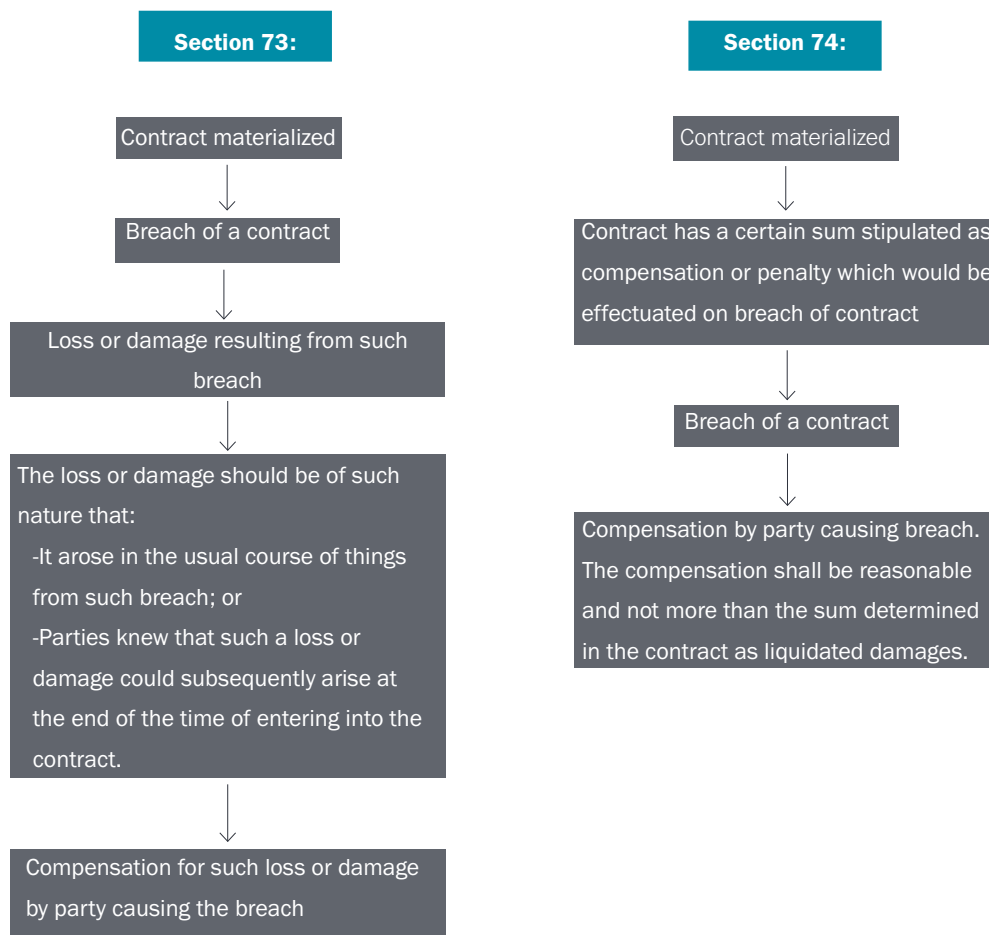 Section 73:
Contract materialized
Breach of a contract
Loss or damage resulting from such
breach
The loss or damage should be of such
nature that:
-It arose in the usual course of things
from such breach; or
-Parties knew that such a loss or
damage could subsequently arise at
the end of the time of entering into the
contract.
Compensation for such loss or damage
by party causing the breach
Section 74:
Contract materialized
Contract has a certain sum stipulated as
compensation or penalty which would be
effectuated on breach of contract
Breach of a contract
Compensation by party causing breach.
The compensation shall be reasonable
and not more than the sum determined
in the contract as liquidated damages.